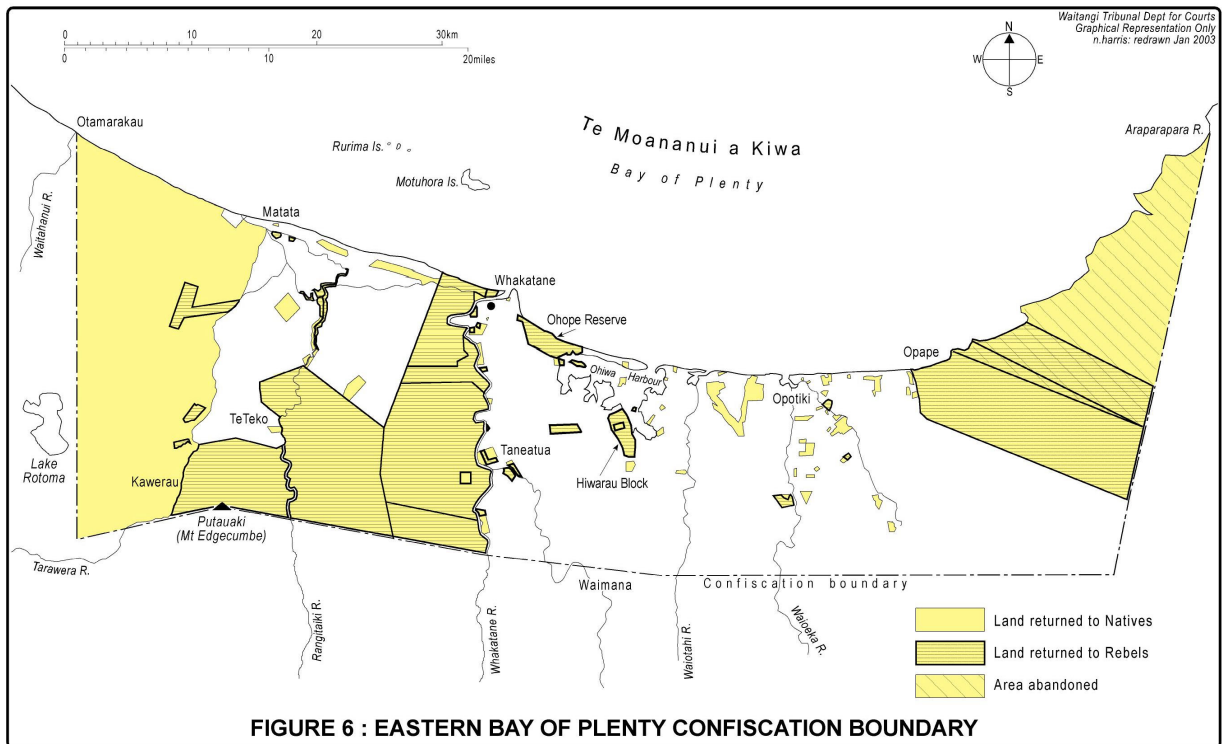 Waitangi Tribunal Dept for Courts
Graphical Representation Only
n.harris: redrawn Jan 2003
0 10 20 30km
0 10 20miles
N
W E
S
Otamarakau
Araparapara R.
Te Moananui a Kiwa
Bay of Plenty
Rurima Is.
Motuhora Is.
Waitahanui R.
Matata
Whakatane
Ohope Reserve
Opape
Ohiwa Harbour
Opotiki
TeTeko
Taneatua
Lake
Rotoma
Kawerau
Hiwarau Block
Putauaki
(Mt Edgecumbe)
Tarawera R.
Waimana
Confiscation boundary
Rangitaiki R.
Whakatane R.
Waiotahi R.
Waioeka R.
Land returned to Natives
Land returned to Rebels
Area abandoned
FIGURE 6 : EASTERN BAY OF PLENTY CONFISCATION BOUNDARY